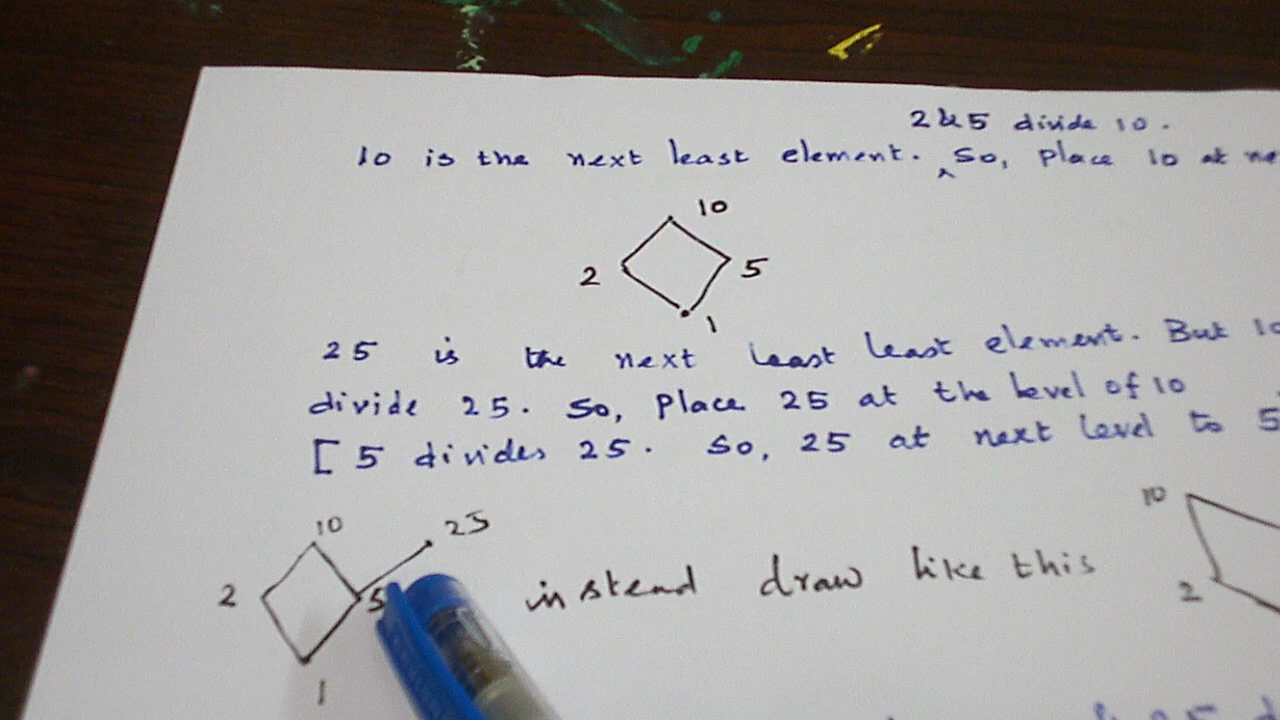 2&5 divide 10.
10 is the next least element. ^ So, place 10 at
10
2
5
1
25 is the next least least element. But
divide 25. So, Place 25 at the level of 10
[ 5 divides 25. So, 25 at next level to 5
10
25
2
5
1
instead draw like this
10
2